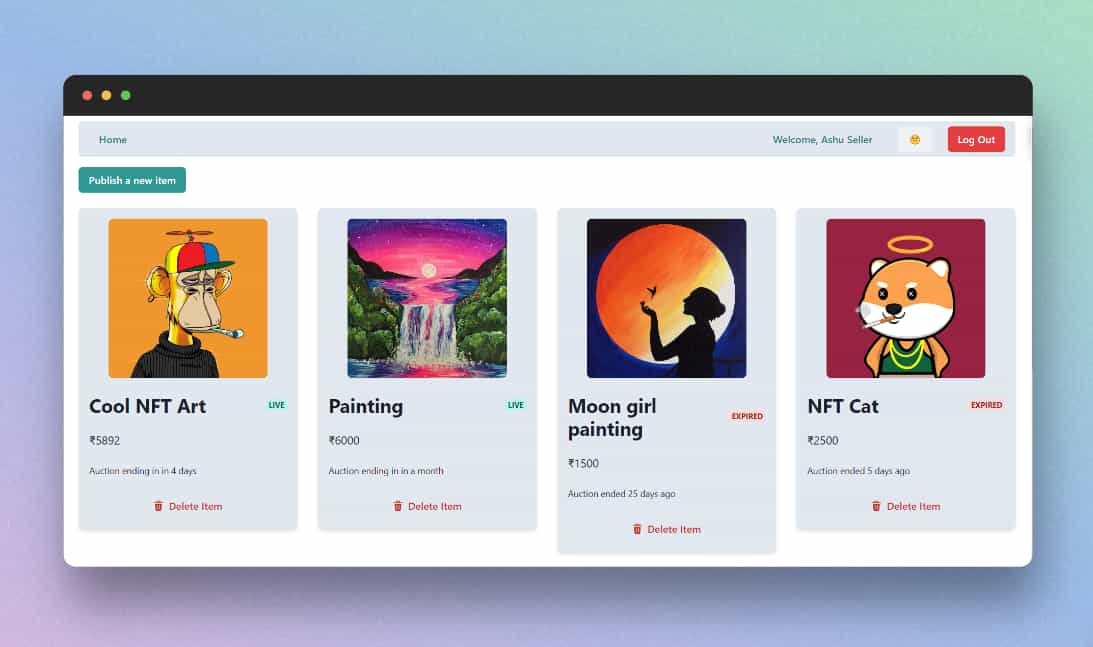 Home
Welcome, Ashu Seller
Log Out
Publish a new item
Cool NFT Art
LIVE
₹5892
Auction ending in in 4 days
Delete Item
Painting
LIVE
₹6000
Auction ending in in a month
Delete Item
Moon girl
painting
EXPIRED
₹1500
Auction ended 25 days ago
Delete Item
NFT Cat
EXPIRED
₹2500
Auction ended 5 days ago
Delete Item